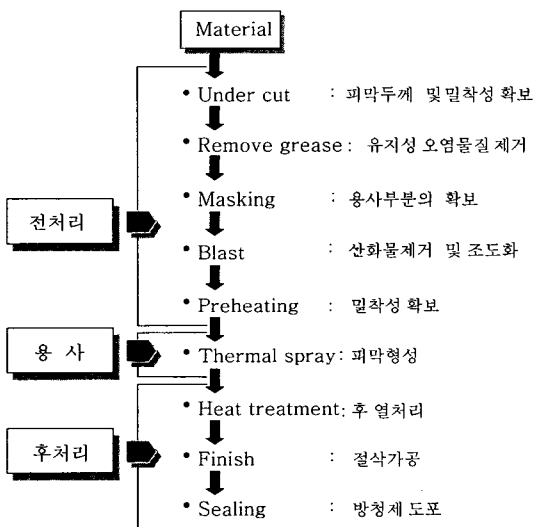 Material
• Under cut : 피막두께 및밀착성 확보
• Remove grease : 유지성 오염물질 제거
• Masking : 용사부분의 확보
전처리
• Blast : 산화물제거 및 조도화
• Preheating : 밀착성 확보
용 사
• Thermal spray : 피막형성
• Heat treatment : 후 열처리
후처리
• Finish : 절삭가공
• Sealing : 방청제 도포